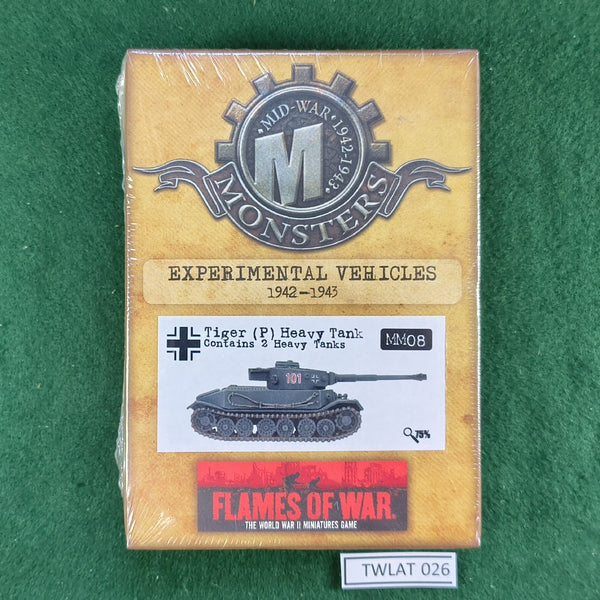 MID-WAR • 1942-1943
M
MONSTERS
EXPERIMENTAL VEHICLES
1942–1943
Tiger (P) Heavy Tank
Contains 2 Heavy Tanks
MM08
101
75%
FLAMES OF WAR
THE WORLD WAR II MINIATURES GAME
TWLAT 026